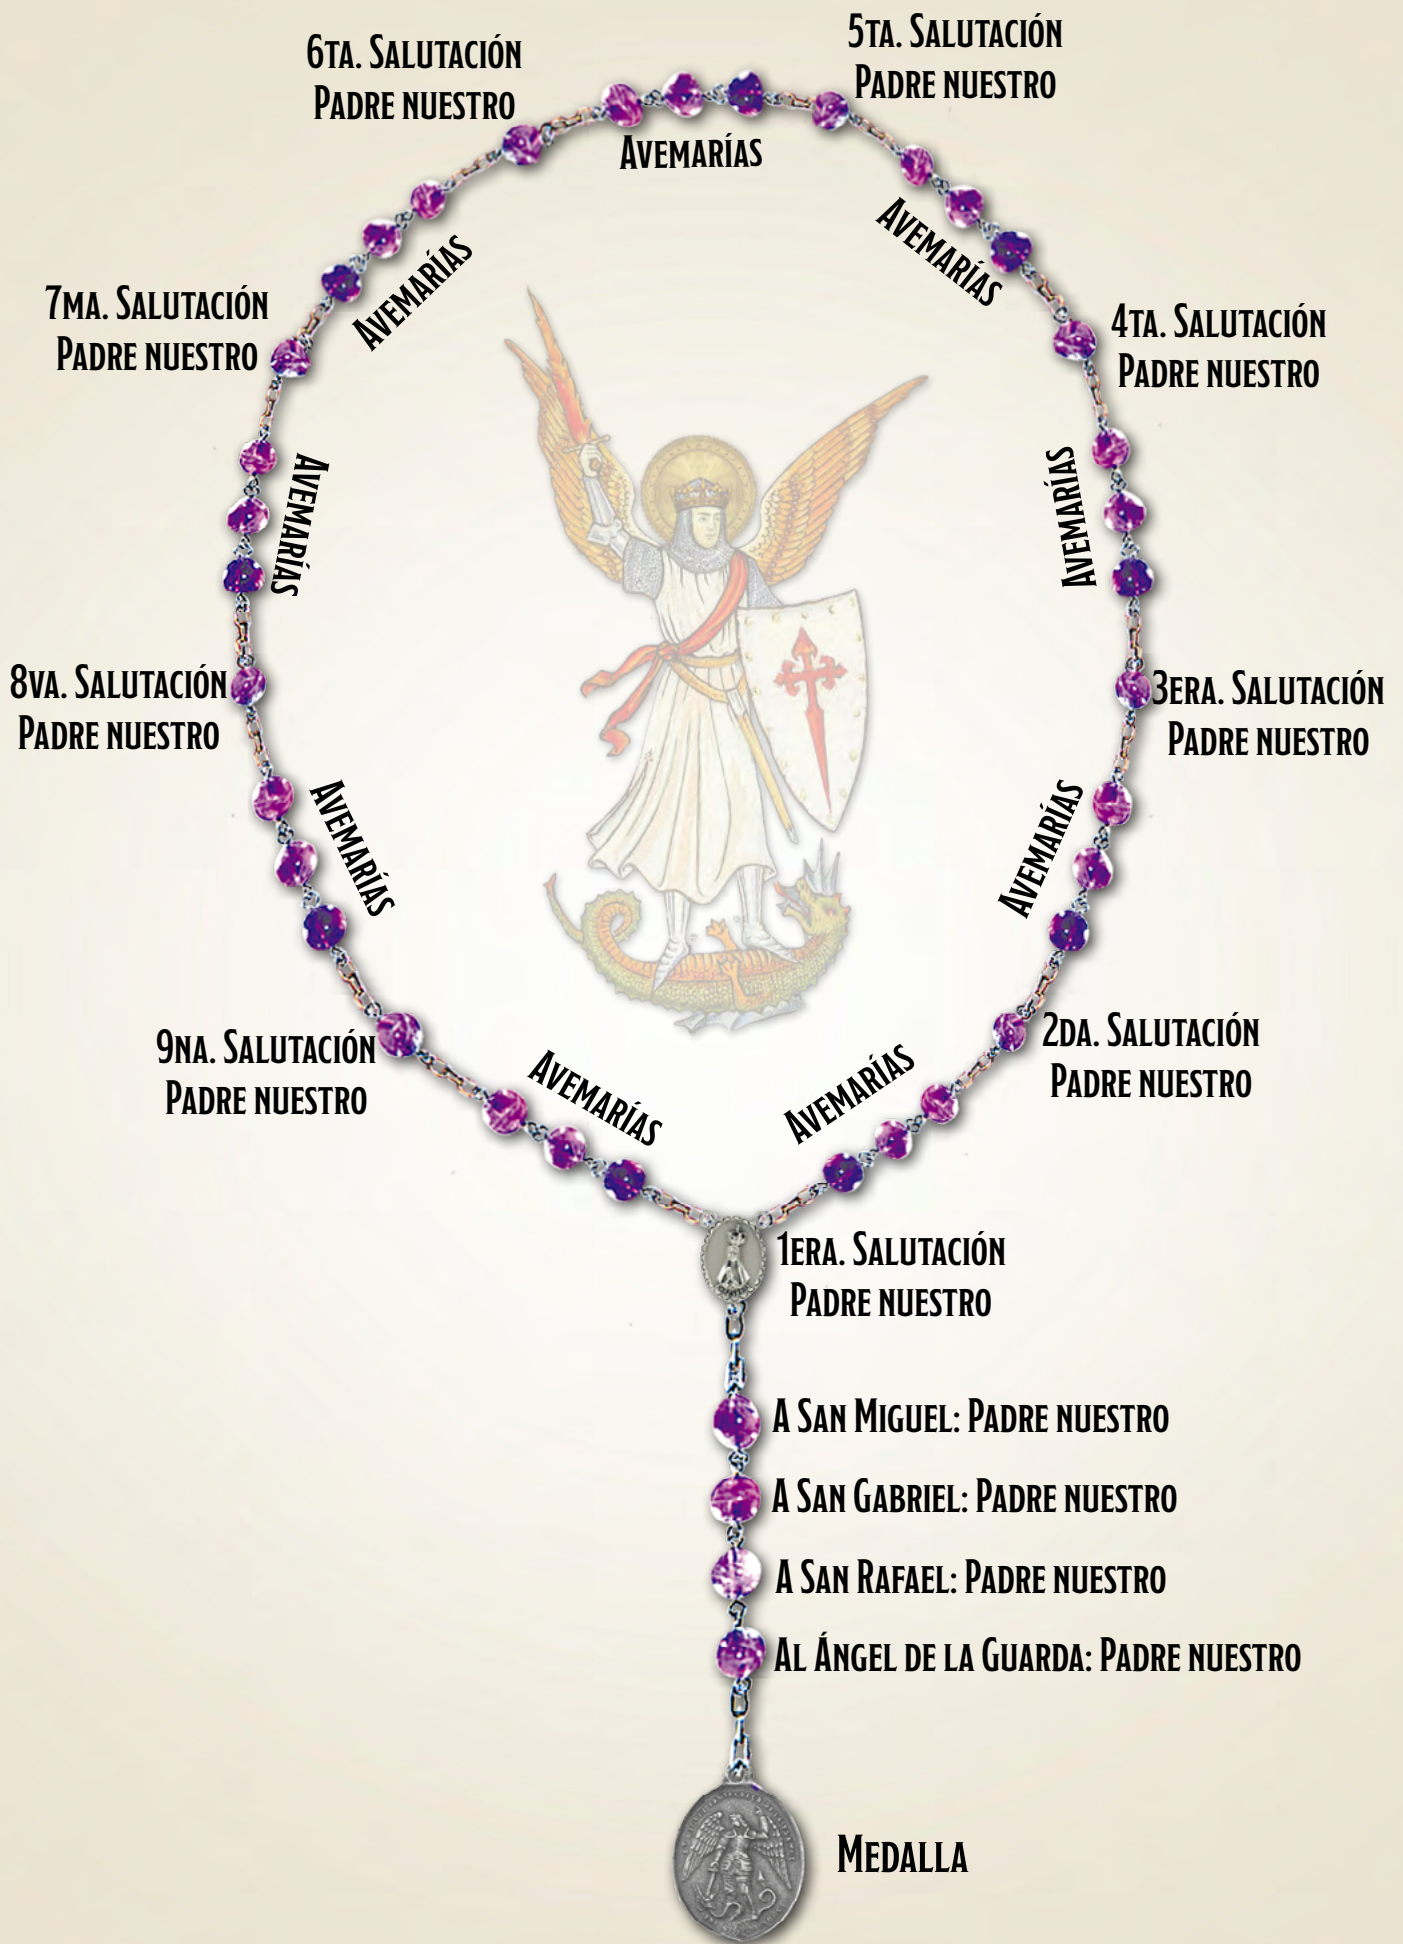 6TA. SALUTACIÓN
PADRE NUESTRO
5TA. SALUTACIÓN
PADRE NUESTRO
AVEMARÍAS
AVEMARÍAS
AVEMARÍAS
7MA. SALUTACIÓN
PADRE NUESTRO
4TA. SALUTACIÓN
PADRE NUESTRO
AVEMARÍAS
AVEMARÍAS
8VA. SALUTACIÓN
PADRE NUESTRO
3ERA. SALUTACIÓN
PADRE NUESTRO
AVEMARÍAS
AVEMARÍAS
9NA. SALUTACIÓN
PADRE NUESTRO
2DA. SALUTACIÓN
PADRE NUESTRO
AVEMARÍAS
AVEMARÍAS
1ERA. SALUTACIÓN
PADRE NUESTRO
A SAN MIGUEL: PADRE NUESTRO
A SAN GABRIEL: PADRE NUESTRO
A SAN RAFAEL: PADRE NUESTRO
AL ÁNGEL DE LA GUARDA: PADRE NUESTRO
MEDALLA